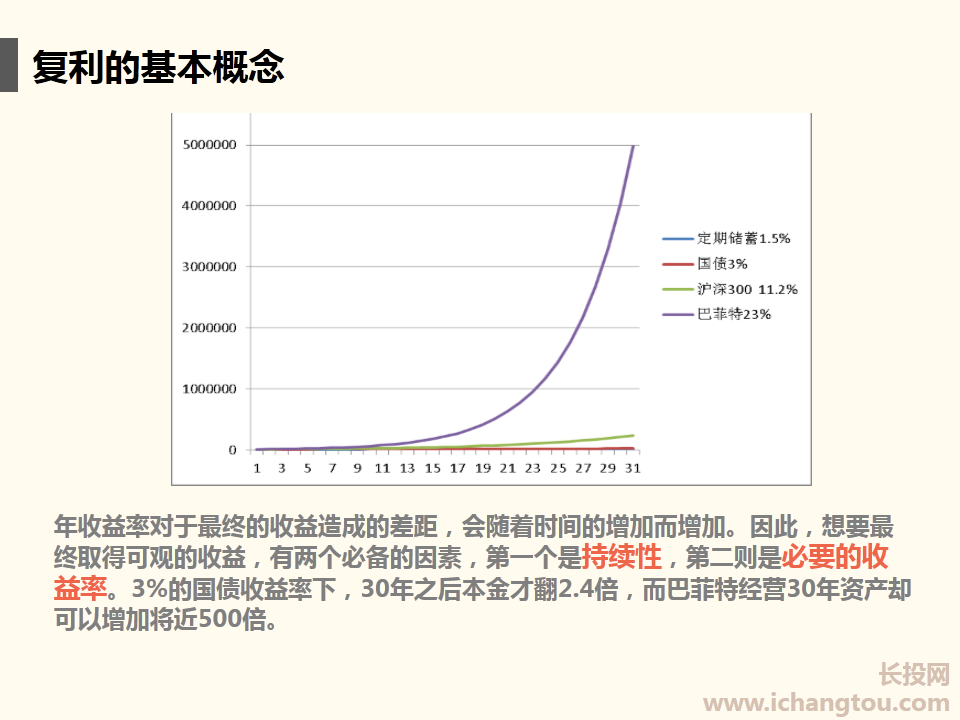 复利的基本概念
5000000
4000000
3000000
2000000
1000000
0
1 3 5 7 9 11 13 15 17 19 21 23 25 27 29 31
定期储蓄1.5%
国债3%
沪深300 11.2%
巴菲特23%
年收益率对于最终的收益造成的差距，会随着时间的增加而增加。因此，想要最
终取得可观的收益，有两个必备的因素，第一个是持续性，第二则是必要的收
益率。3%的国债收益率下，30年之后本金才翻2.4倍，而巴菲特经营30年资产却
可以增加将近500倍。
长投网
www.ichangtou.com